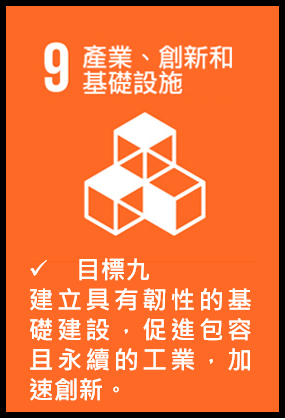 9 產業、創新和
基礎設施
✓ 目標九
建立具有韌性的基
礎建設，促進包容
且永續的工業，加
速創新。